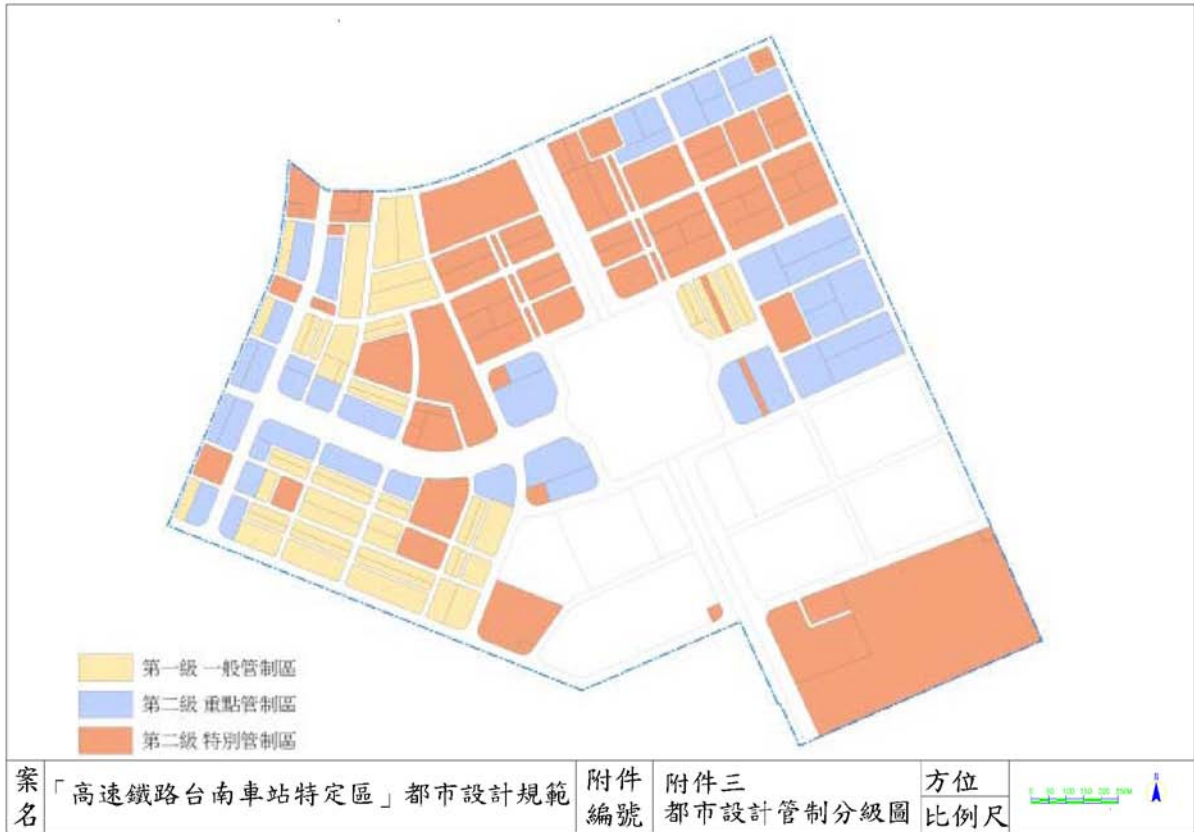 第一級 一般管制區
第二級 重點管制區
第二級 特別管制區
案名
「高速鐵路台南車站特定區」都市設計規範
附件編號
附件三
都市設計管制分級圖
方位
比例尺
N